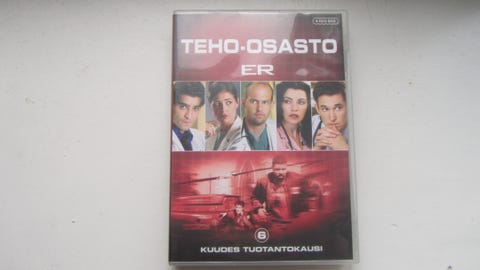 TEHO-OSASTO
ER
6
KUUDES TUOTANTOKAUSI